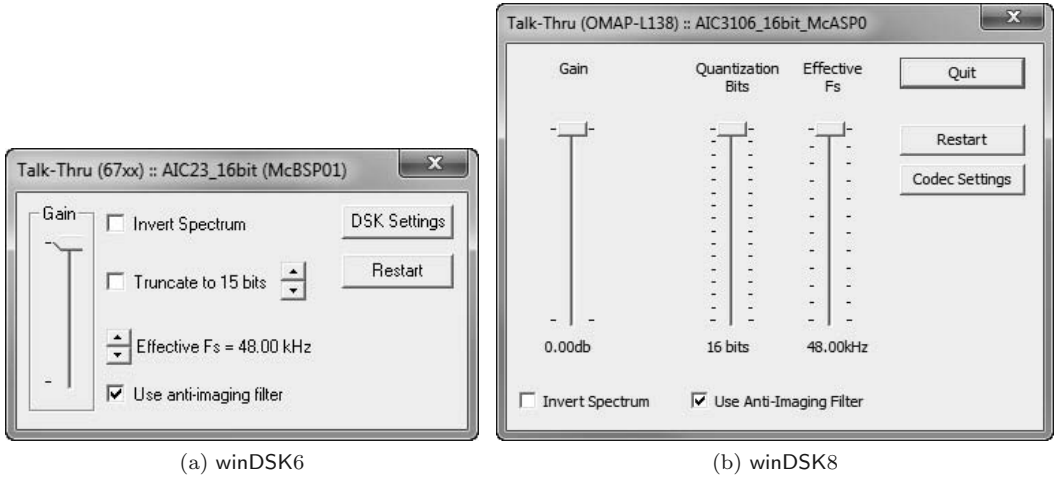 Talk-Thru (67xx) :: AIC23_16bit (McBSP01)
Gain
Invert Spectrum
DSK Settings
Truncate to 15 bits
Restart
Effective Fs = 48.00 kHz
Use anti-imaging filter
(a) winDSK6
Talk-Thru (OMAP-L138) :: AIC3106_16bit_McASP0
Gain
Quantization
Bits
Effective
Fs
Quit
Restart
Codec Settings
0.00db
16 bits
48.00kHz
Invert Spectrum
Use Anti-Imaging Filter
(b) winDSK8